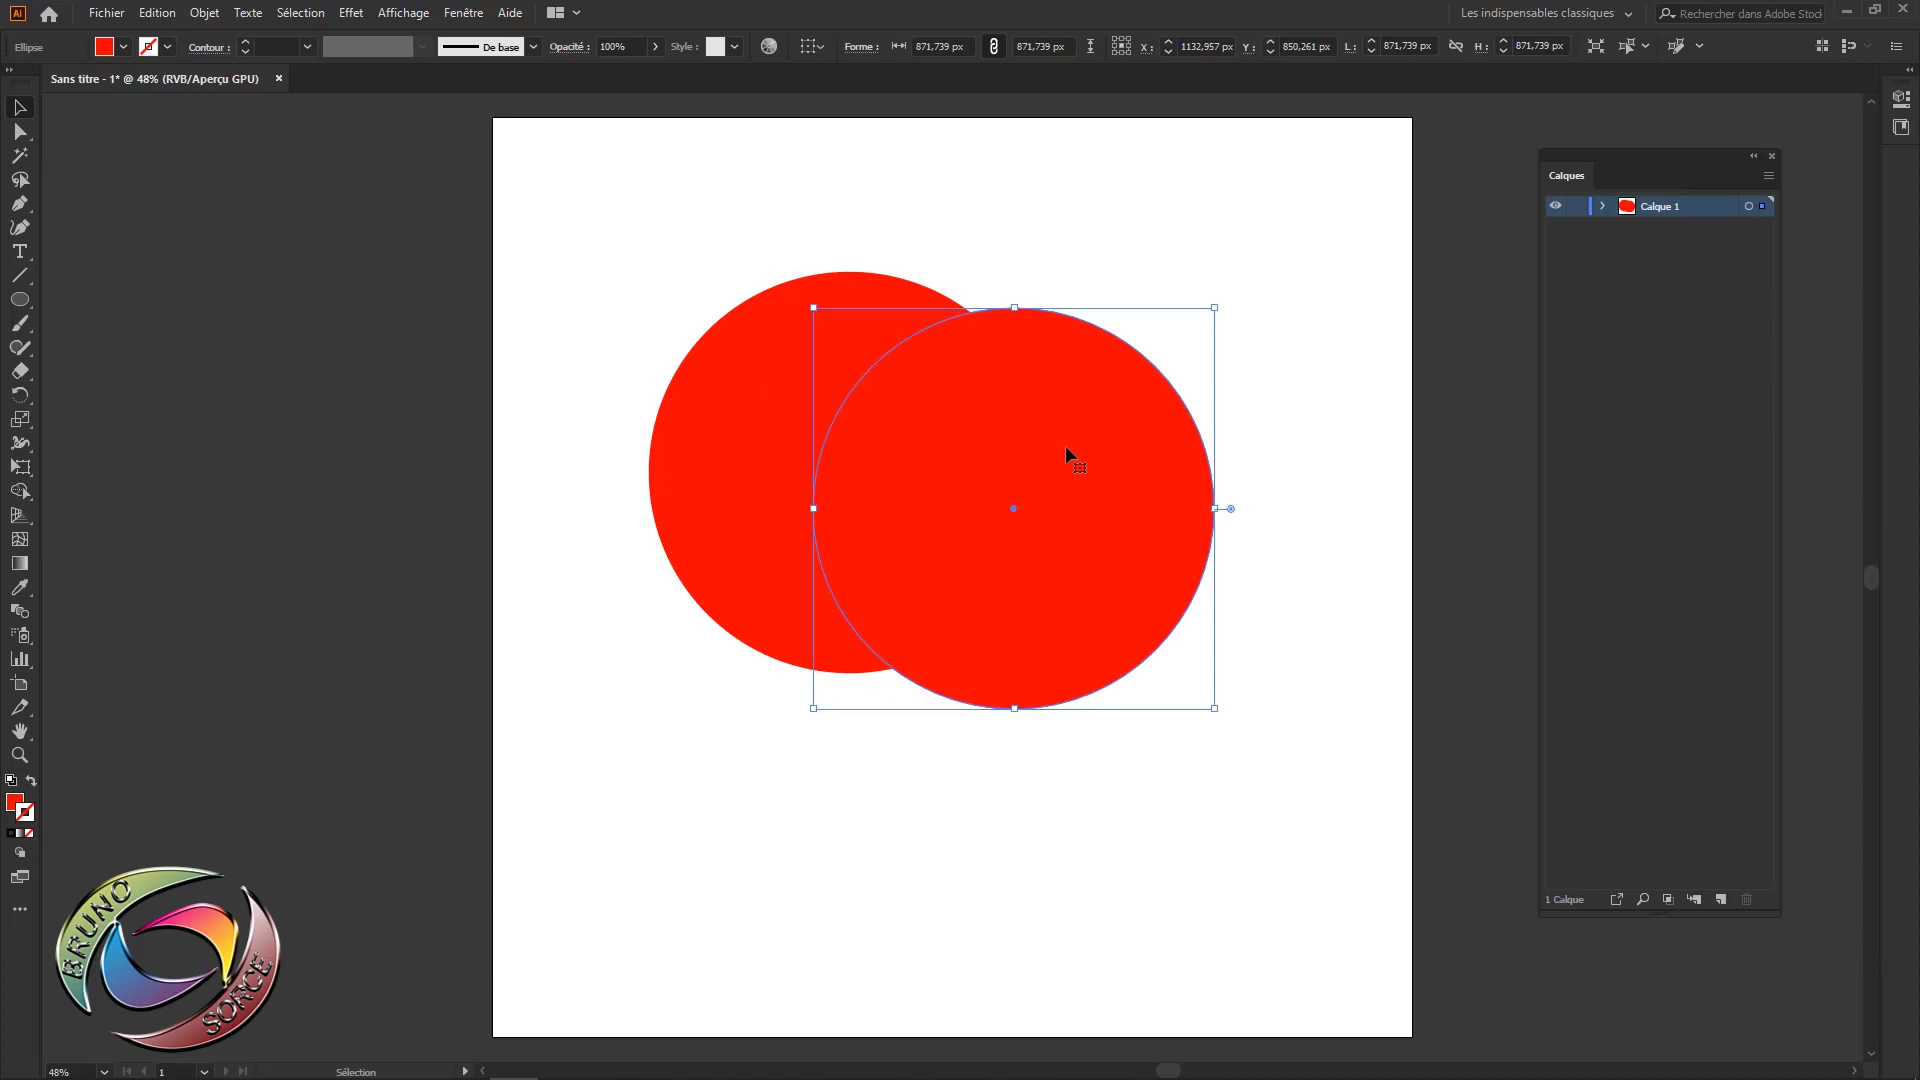 Ai Fichier Edition Objet Texte Sélection Effet Affichage Fenêtre Aide Les indispensables classiques Rechercher dans Adobe Stock
Ellipse Contour : De base Opacité : 100% Style : Forme : 871,739 px 871,739 px X : 1132,957 px Y : 850,261 px L : 871,739 px H : 871,739 px
Sans titre - 1* @ 48% (RVB/Aperçu GPU)
Calques
Calque 1
1 Calque
BRUNO
SORCE
48% 1 Sélection